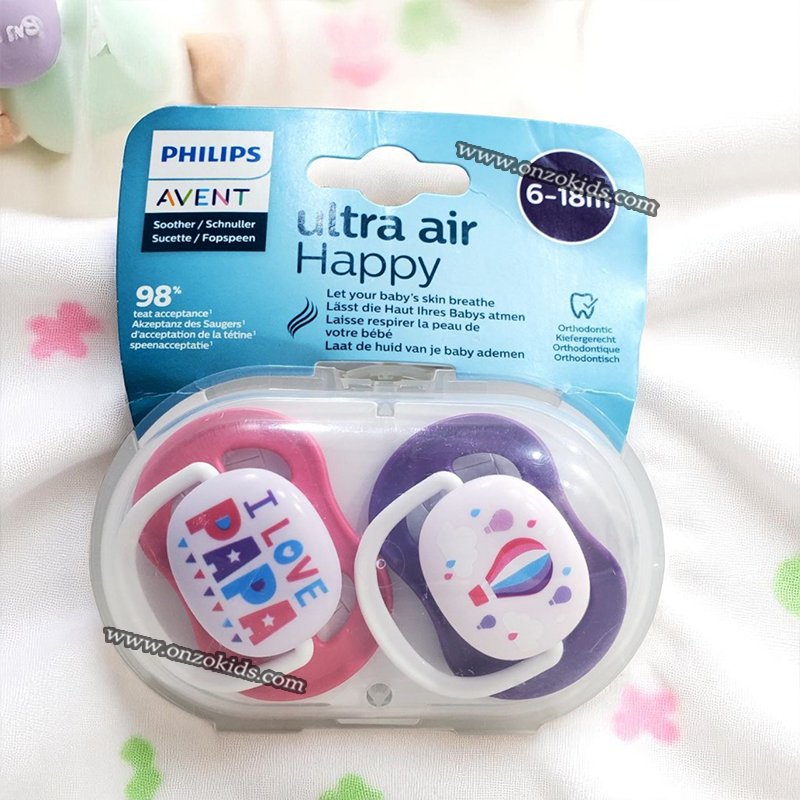 PHILIPS
AVENT
Soother / Schnuller
Sucette / Fopspeen
98%
teat acceptance¹
Akzeptanz des Saugers¹
d'acceptation de la tétine¹
speenacceptatie¹
ultra air
Happy
Let your baby's skin breathe
Lässt die Haut Ihres Babys atmen
Laisse respirer la peau de
votre bébé
Laat de huid van je baby ademen
www.onzokids.com
6-18m
Orthodontic
Kiefergerecht
Orthodontique
Orthodontisch
I LOVE
PAPA
www.onzokids.com